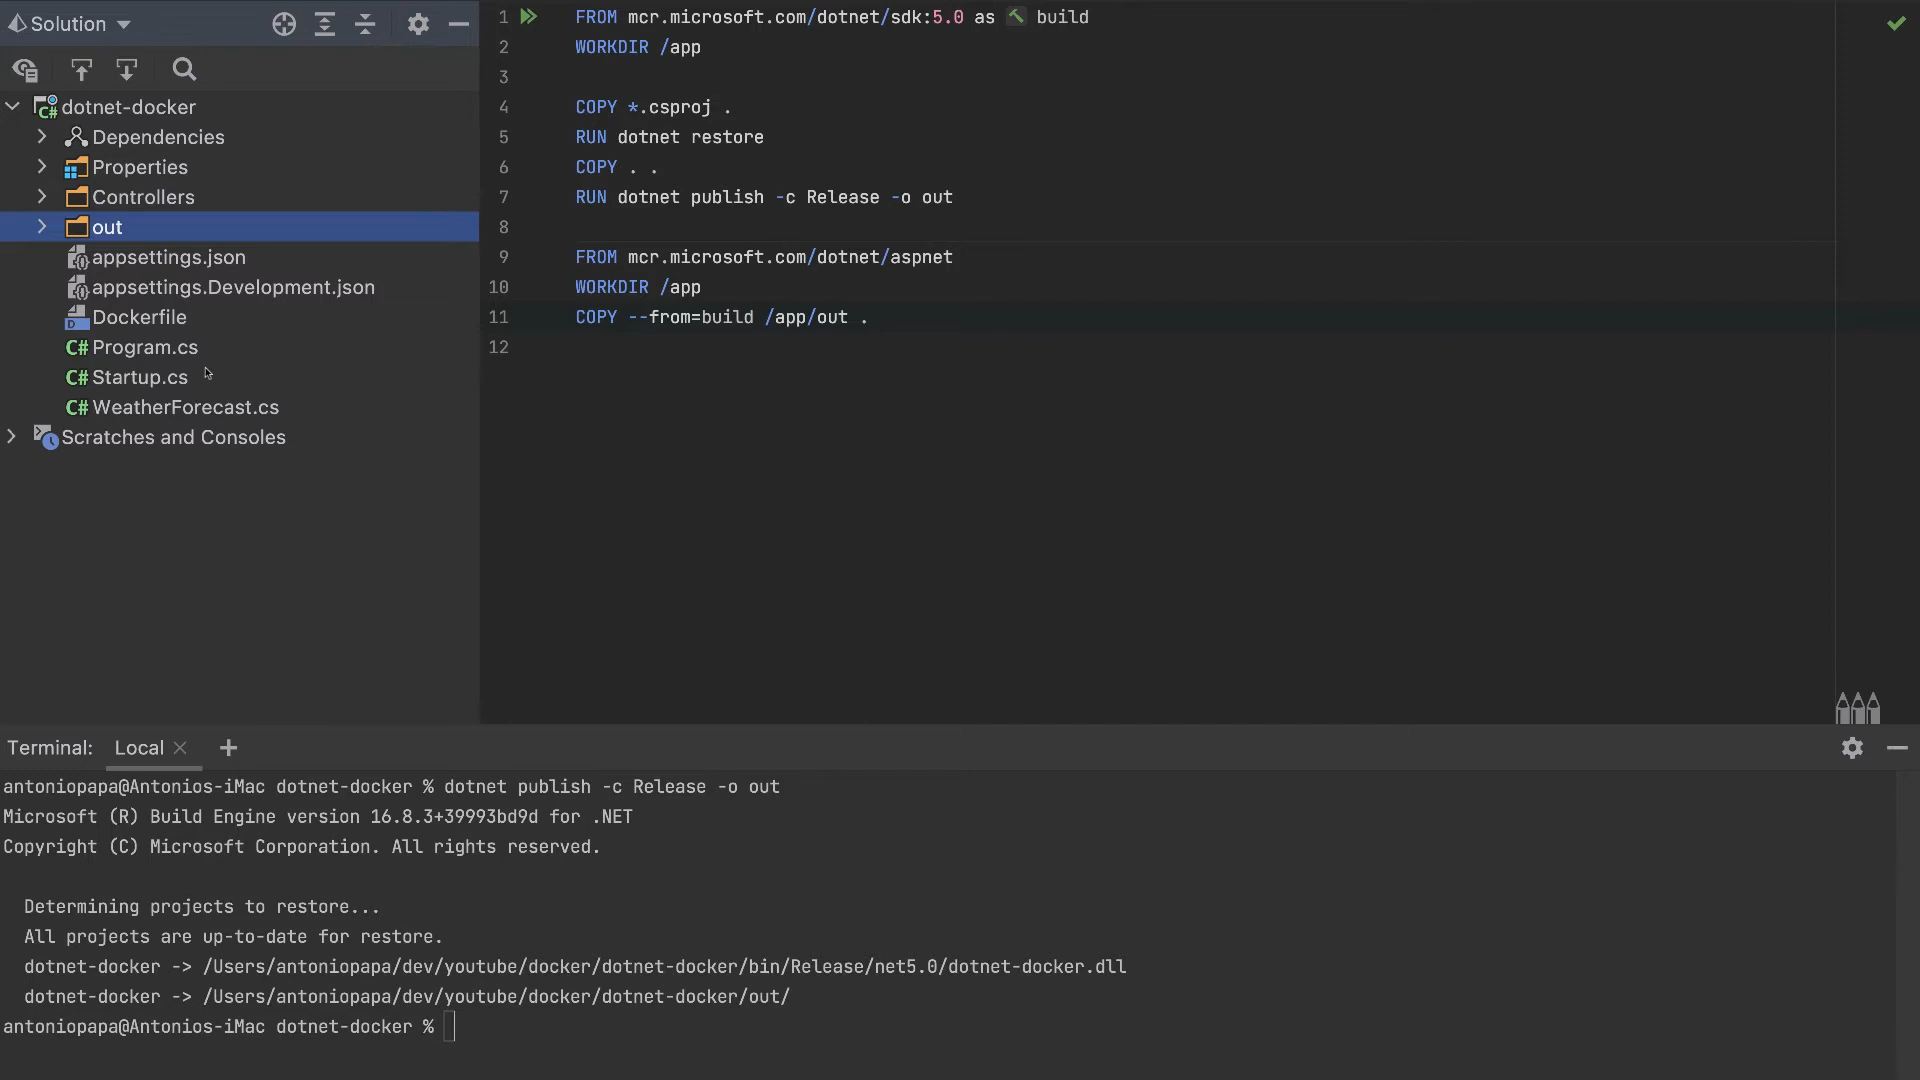 Solution
dotnet-docker
Dependencies
Properties
Controllers
out
appsettings.json
appsettings.Development.json
Dockerfile
Program.cs
Startup.cs
WeatherForecast.cs
Scratches and Consoles
1 FROM mcr.microsoft.com/dotnet/sdk:5.0 as build
2 WORKDIR /app
3
4 COPY *.csproj .
5 RUN dotnet restore
6 COPY . .
7 RUN dotnet publish -c Release -o out
8
9 FROM mcr.microsoft.com/dotnet/aspnet
10 WORKDIR /app
11 COPY --from=build /app/out .
12
Terminal: Local
antoniopapa@Antonios-iMac dotnet-docker % dotnet publish -c Release -o out
Microsoft (R) Build Engine version 16.8.3+39993bd9d for .NET
Copyright (C) Microsoft Corporation. All rights reserved.
Determining projects to restore...
All projects are up-to-date for restore.
dotnet-docker -> /Users/antoniopapa/dev/youtube/docker/dotnet-docker/bin/Release/net5.0/dotnet-docker.dll
dotnet-docker -> /Users/antoniopapa/dev/youtube/docker/dotnet-docker/out/
antoniopapa@Antonios-iMac dotnet-docker %